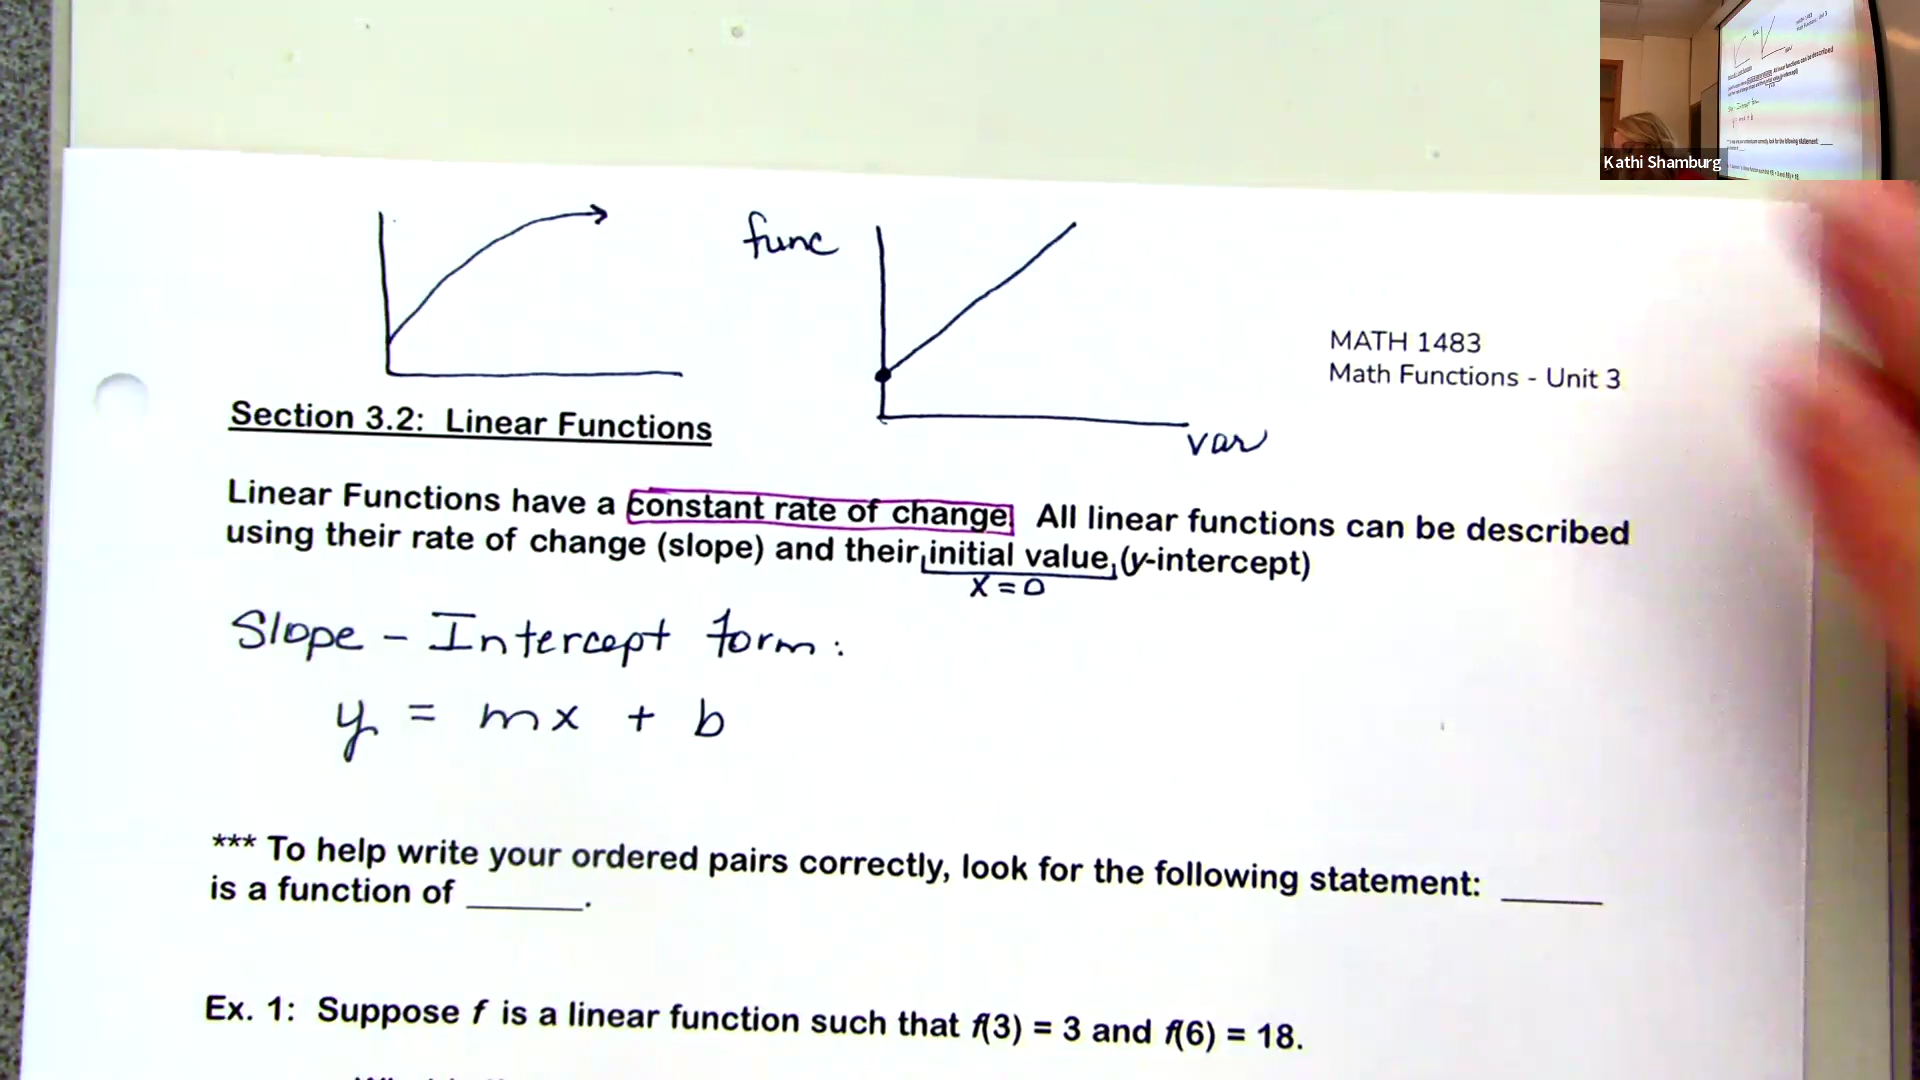 Kathi Shamburg
func
MATH 1483
Math Functions - Unit 3
var
Section 3.2: Linear Functions
Linear Functions have a constant rate of change. All linear functions can be described
using their rate of change (slope) and their initial value (y-intercept)
x = 0
Slope - Intercept form:
y = mx + b
*** To help write your ordered pairs correctly, look for the following statement: ______
is a function of _______.
Ex. 1: Suppose f is a linear function such that f(3) = 3 and f(6) = 18.